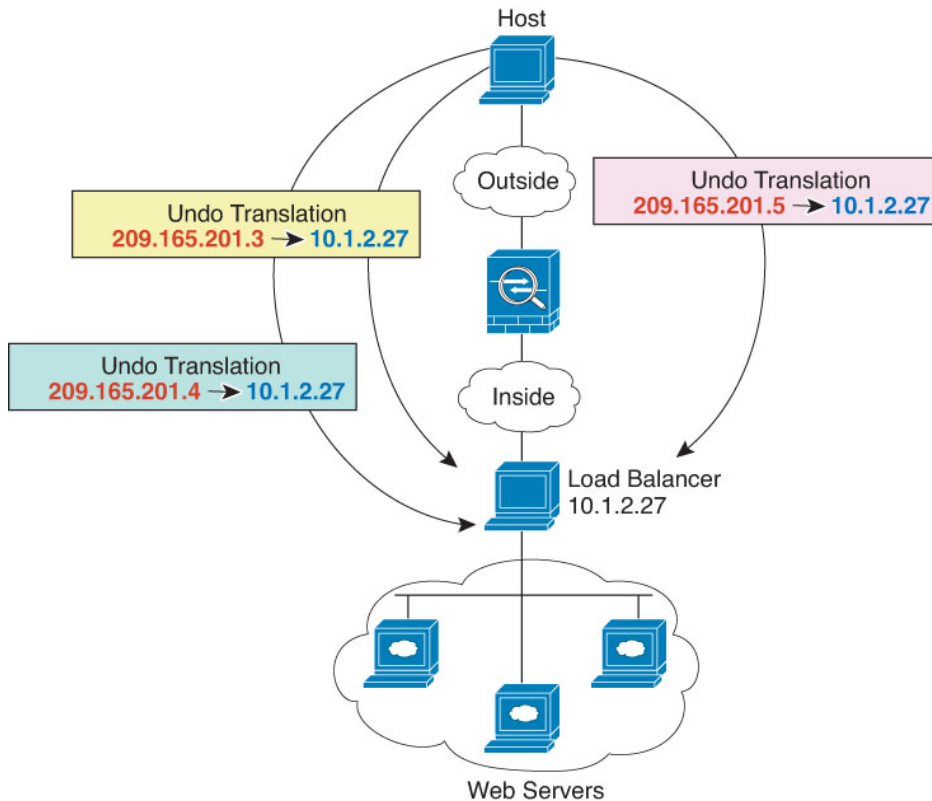 Host
Outside
Undo Translation
209.165.201.3 → 10.1.2.27
Undo Translation
209.165.201.5 → 10.1.2.27
Undo Translation
209.165.201.4 → 10.1.2.27
Inside
Load Balancer
10.1.2.27
Web Servers